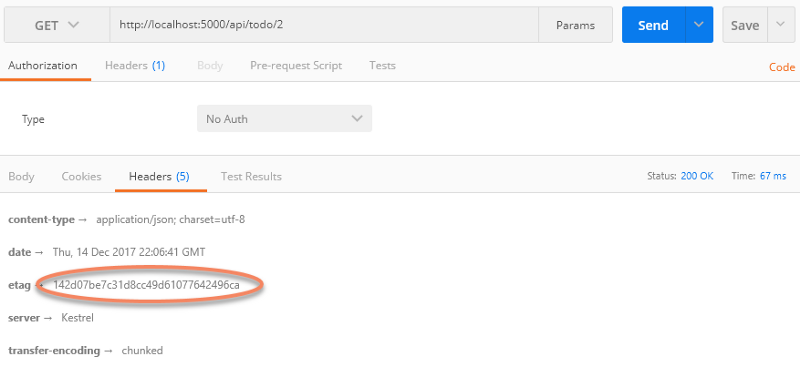 GET http://localhost:5000/api/todo/2 Params Send Save
Authorization Headers (1) Body Pre-request Script Tests Code
Type No Auth
Body Cookies Headers (5) Test Results Status: 200 OK Time: 67 ms
content-type → application/json; charset=utf-8
date → Thu, 14 Dec 2017 22:06:41 GMT
etag → 142d07be7c31d8cc49d61077642496ca
server → Kestrel
transfer-encoding → chunked